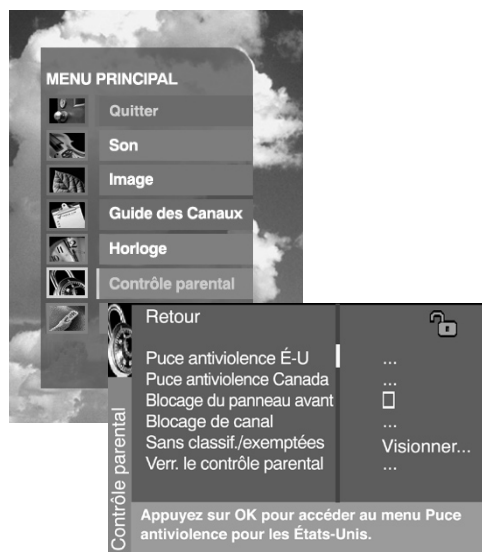 MENU PRINCIPAL
Quitter
Son
Image
Guide des Canaux
Horloge
Contrôle parental
Contrôle parental
Retour
Puce antiviolence É-U ...
Puce antiviolence Canada ...
Blocage du panneau avant
Blocage de canal ...
Sans classif./exemptées Visionner...
Verr. le contrôle parental ...
Appuyez sur OK pour accéder au menu Puce
antiviolence pour les États-Unis.